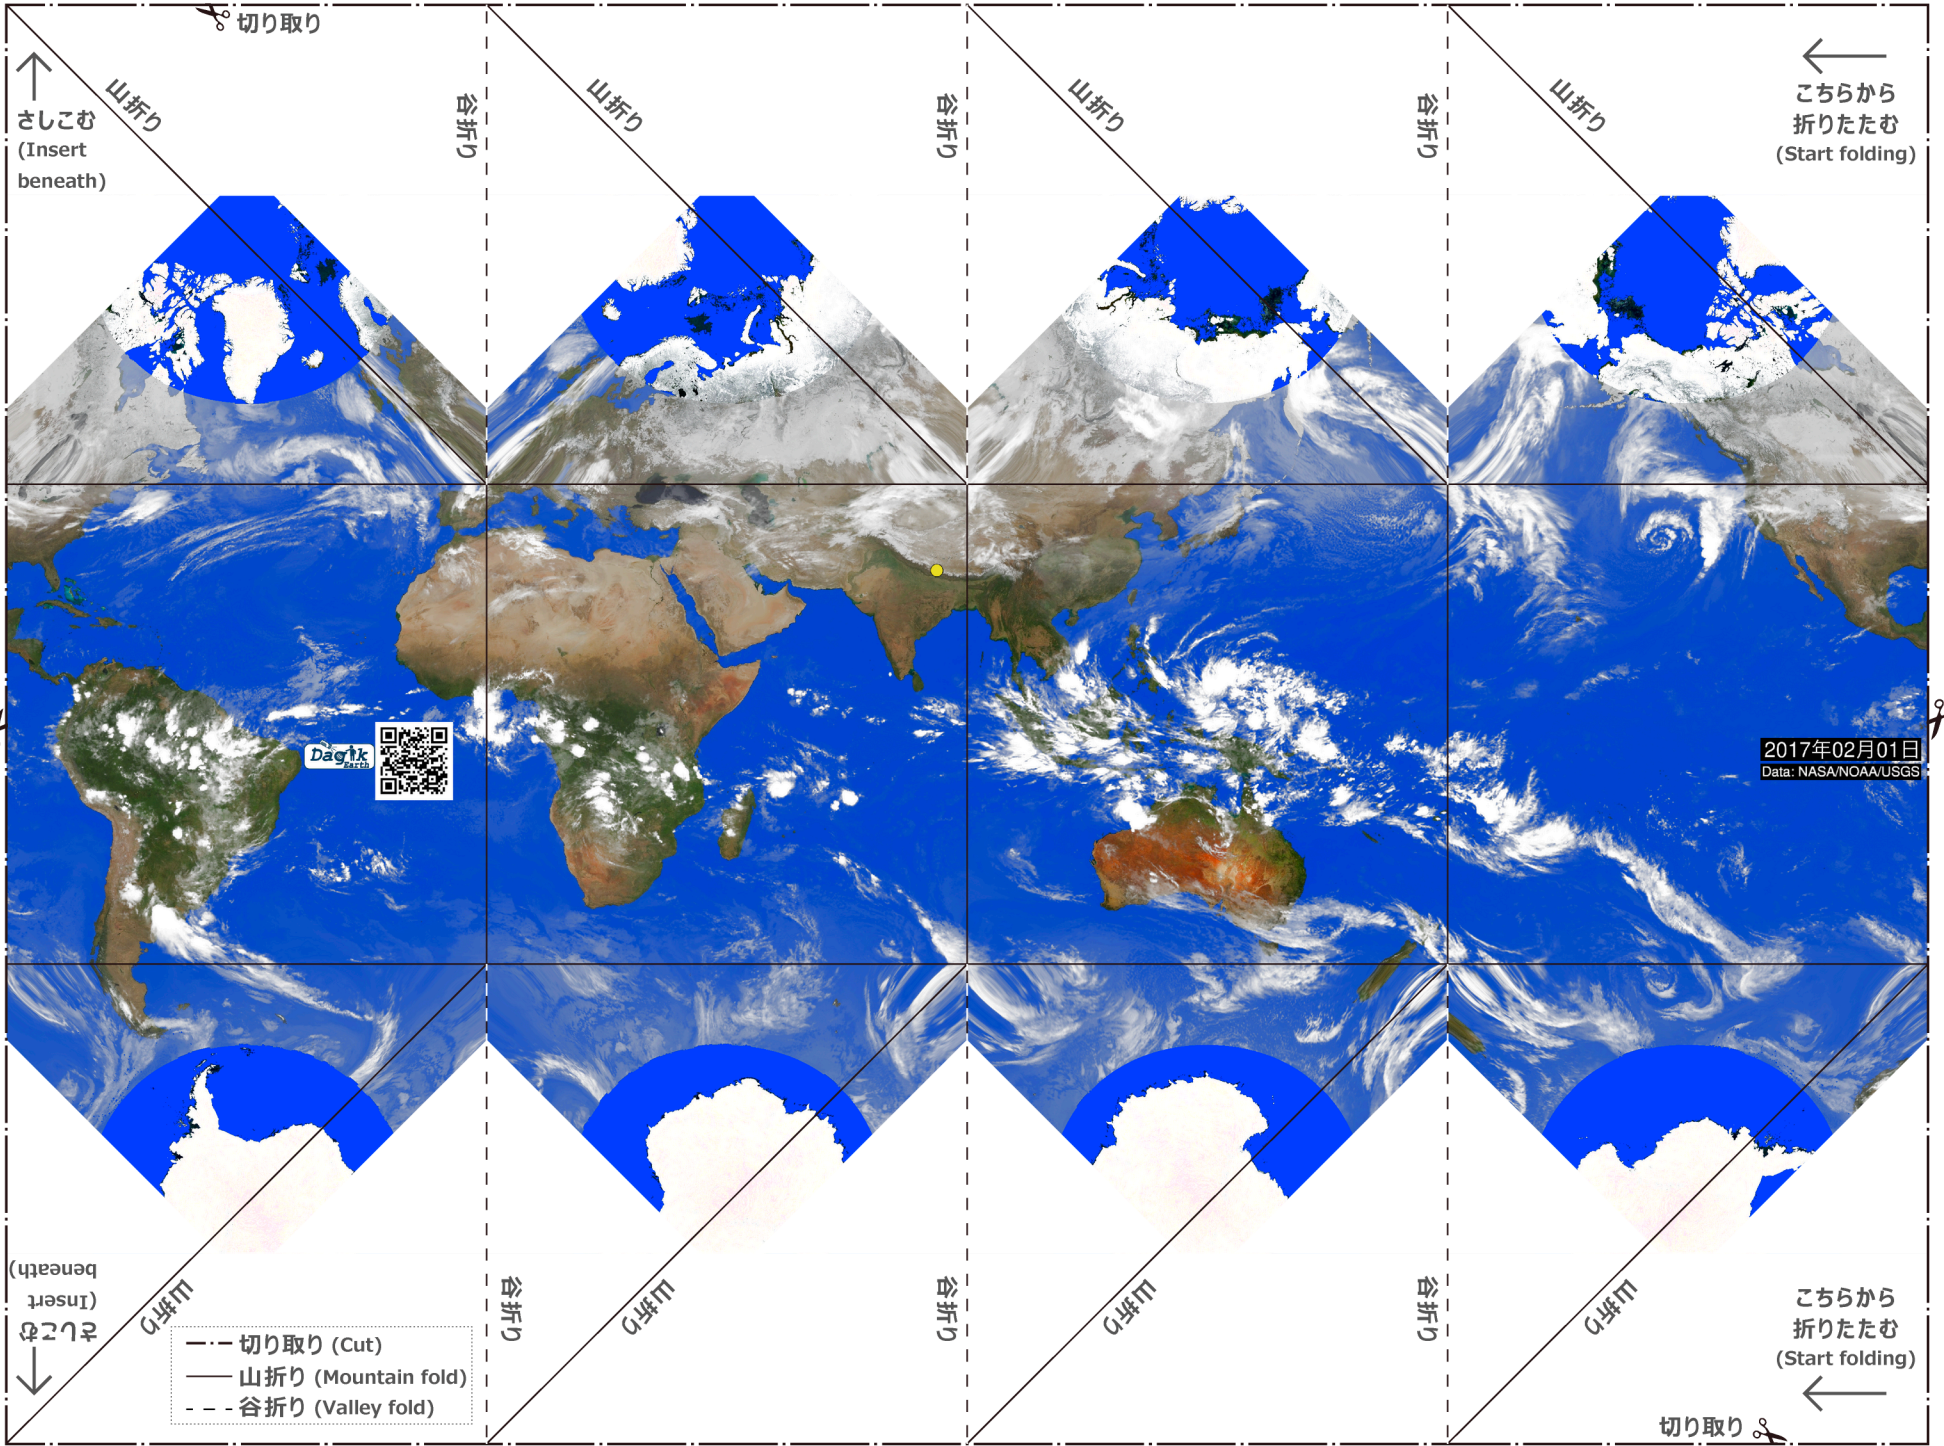 切り取り
山折り
谷折り
山折り
谷折り
山折り
谷折り
山折り
さしこむ
(Insert
beneath)
こちらから
折りたたむ
(Start folding)
Dagik
Earth
2017年02月01日
Data: NASA/NOAA/USGS
さしこむ
(Insert
beneath)
山折り
谷折り
山折り
谷折り
山折り
谷折り
山折り
こちらから
折りたたむ
(Start folding)
切り取り (Cut)
山折り (Mountain fold)
谷折り (Valley fold)
切り取り